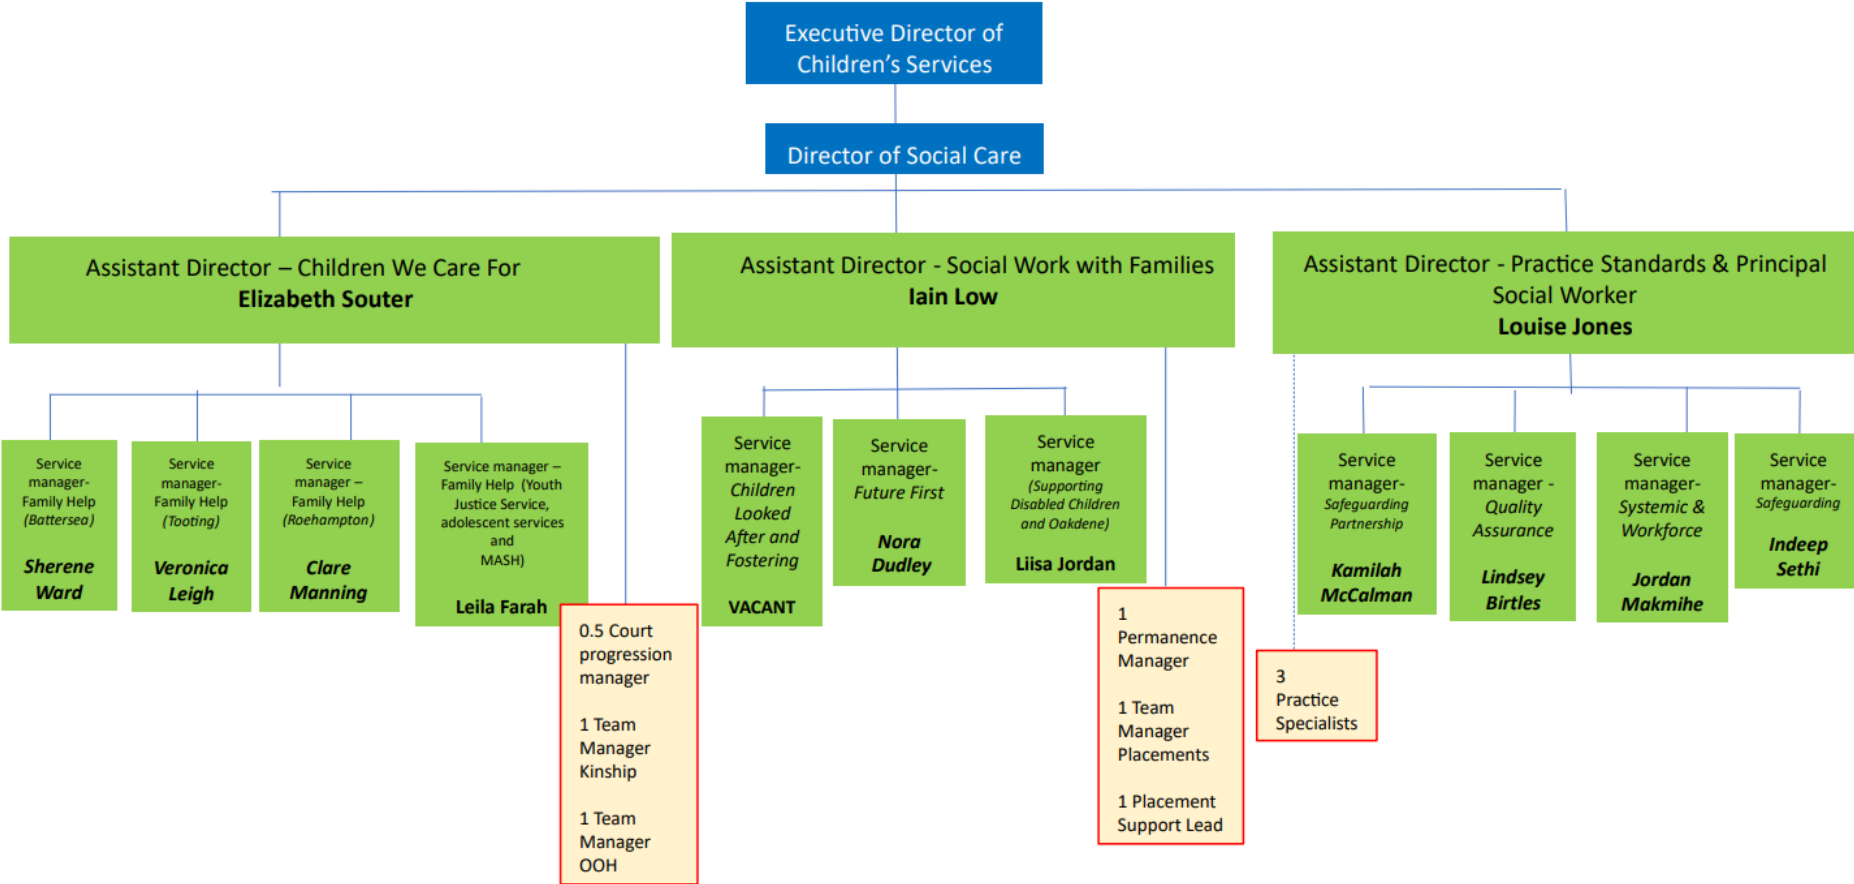 Executive Director of
Children's Services
Director of Social Care
Assistant Director – Children We Care For
Elizabeth Souter
Assistant Director - Social Work with Families
Iain Low
Assistant Director - Practice Standards & Principal
Social Worker
Louise Jones
Service
manager-
Family Help
(Battersea)
Sherene
Ward
Service
manager-
Family Help
(Tooting)
Veronica
Leigh
Service
manager –
Family Help
(Roehampton)
Clare
Manning
Service manager –
Family Help (Youth
Justice Service,
adolescent services
and
MASH)
Leila Farah
0.5 Court
progression
manager
1 Team
Manager
Kinship
1 Team
Manager
OOH
Service
manager-
Children
Looked
After and
Fostering
VACANT
Service
manager-
Future First
Nora
Dudley
Service
manager
(Supporting
Disabled Children
and Oakdene)
Liisa Jordan
1
Permanence
Manager
1 Team
Manager
Placements
1 Placement
Support Lead
3
Practice
Specialists
Service
manager-
Safeguarding
Partnership
Kamilah
McCalman
Service
manager -
Quality
Assurance
Lindsey
Birtles
Service
manager-
Systemic &
Workforce
Jordan
Makmihe
Service
manager-
Safeguarding
Indeep
Sethi